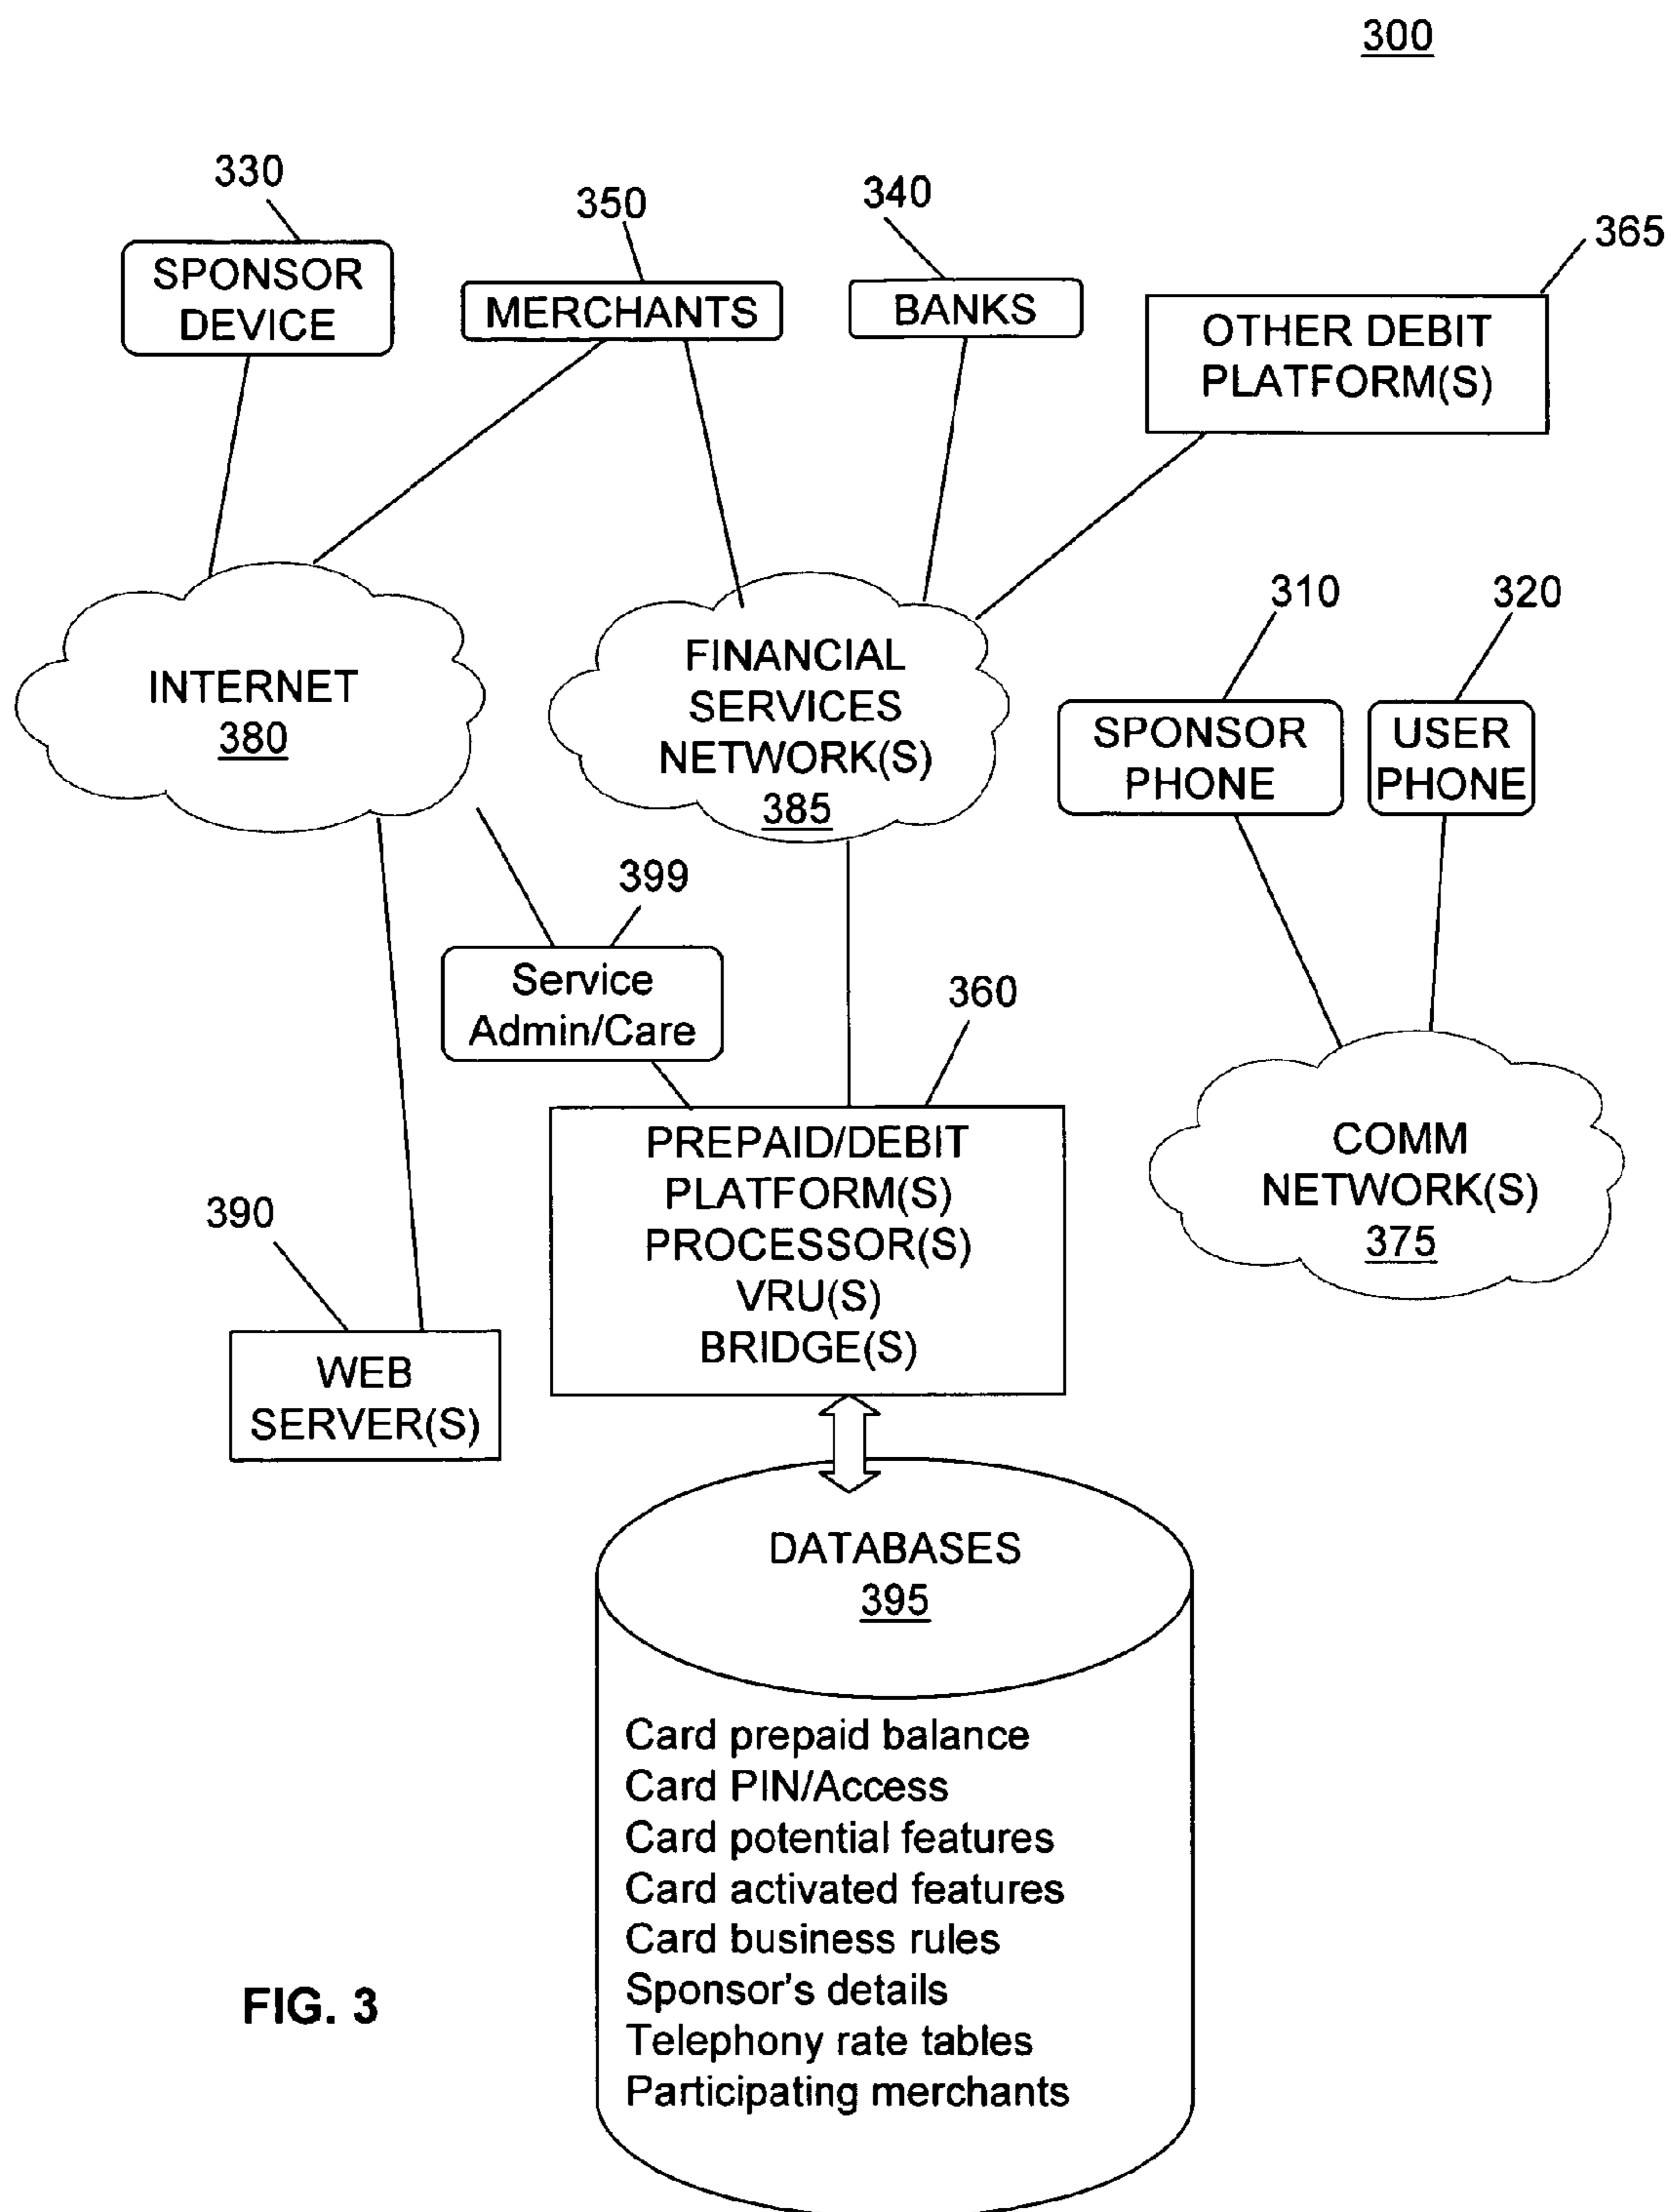 300
330
350
340
365
SPONSOR
DEVICE
MERCHANTS
BANKS
OTHER DEBIT
PLATFORM(S)
INTERNET
380
FINANCIAL
SERVICES
NETWORK(S)
385
310
320
SPONSOR
PHONE
USER
PHONE
399
Service
Admin/Care
360
PREPAID/DEBIT
PLATFORM(S)
PROCESSOR(S)
VRU(S)
BRIDGE(S)
COMM
NETWORK(S)
375
390
WEB
SERVER(S)
DATABASES
395
Card prepaid balance
Card PIN/Access
Card potential features
Card activated features
Card business rules
Sponsor's details
Telephony rate tables
Participating merchants
FIG. 3